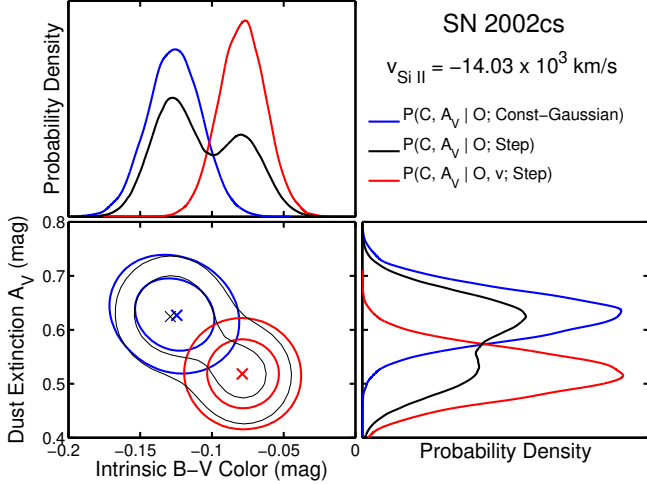 SN 2002cs
v_Si II = −14.03 x 10^3 km/s
P(C, A_V | O; Const−Gaussian)
P(C, A_V | O; Step)
P(C, A_V | O, v; Step)
Probability Density
Dust Extinction A_V (mag)
0.8
0.7
0.6
0.5
0.4
−0.2
−0.15
−0.1
−0.05
0
Intrinsic B−V Color (mag)
Probability Density